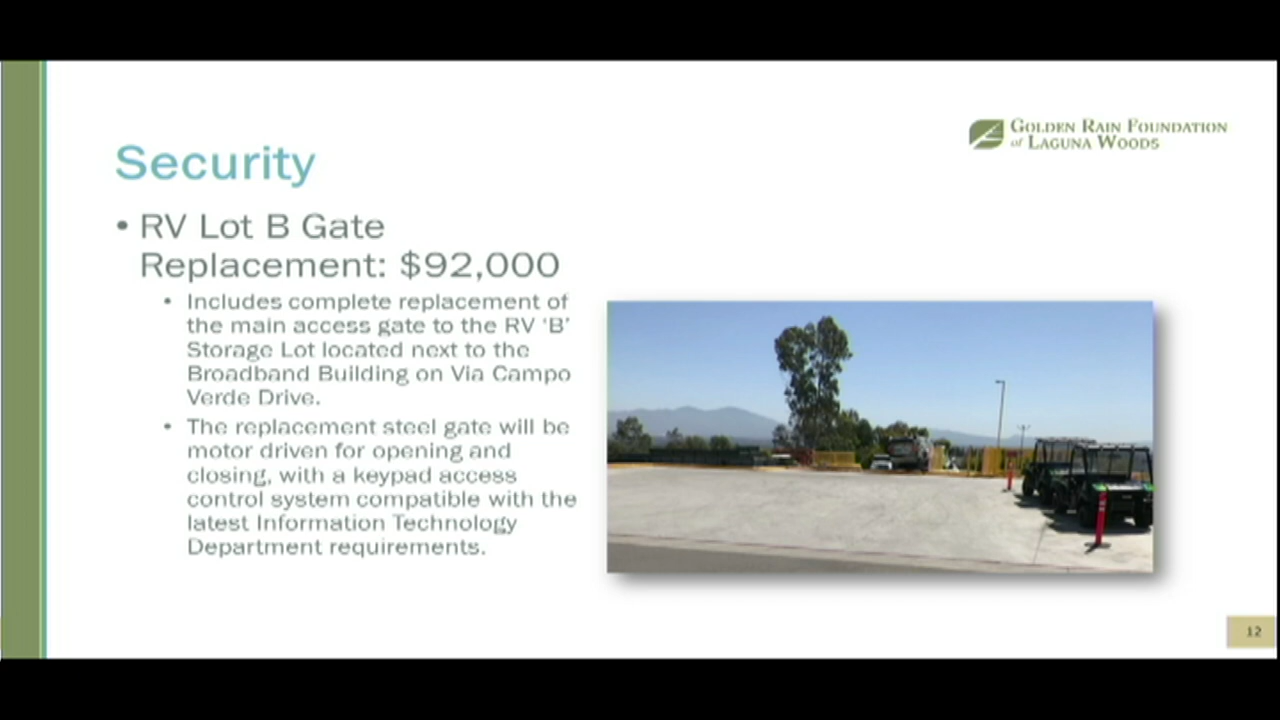 GOLDEN RAIN FOUNDATION
of LAGUNA WOODS
Security
• RV Lot B Gate
Replacement: $92,000
• Includes complete replacement of
the main access gate to the RV ‘B’
Storage Lot located next to the
Broadband Building on Via Campo
Verde Drive.
• The replacement steel gate will be
motor driven for opening and
closing, with a keypad access
control system compatible with the
latest Information Technology
Department requirements.
12